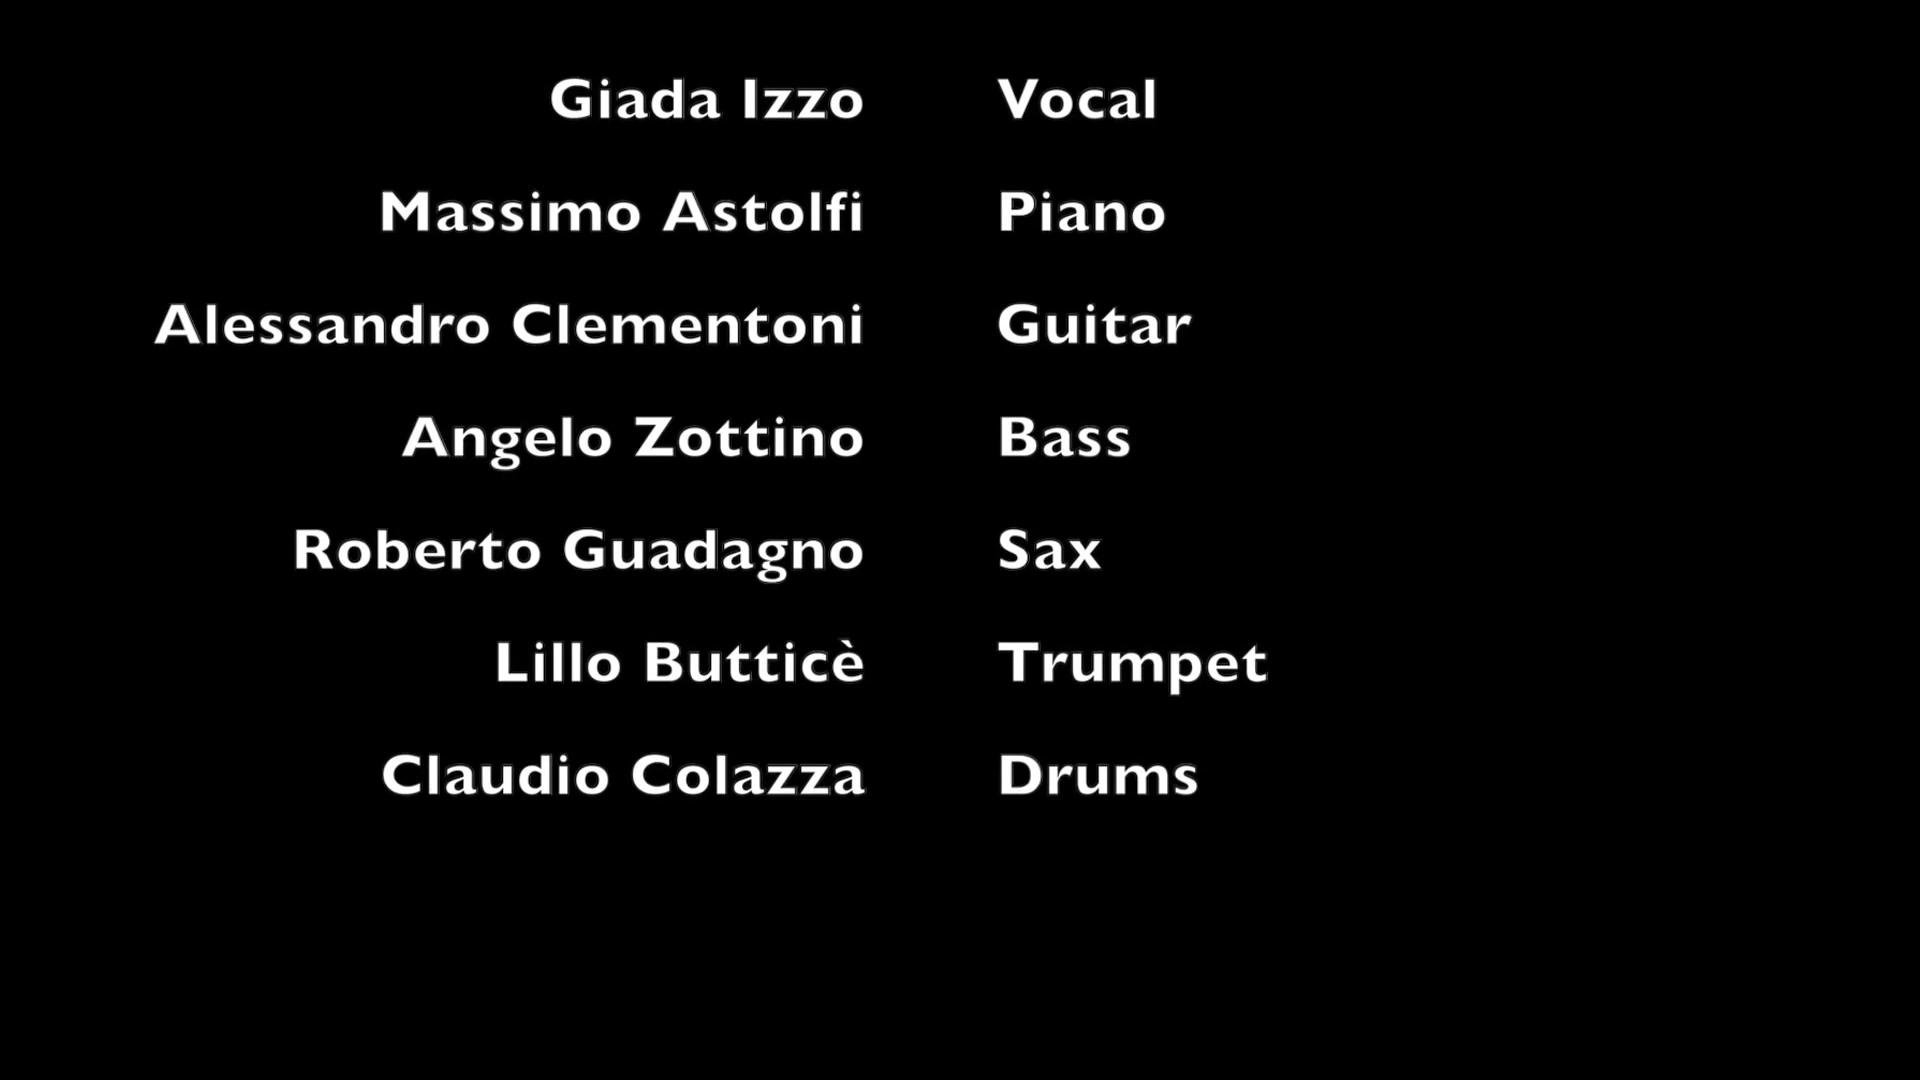 Giada Izzo Vocal
Massimo Astolfi Piano
Alessandro Clementoni Guitar
Angelo Zottino Bass
Roberto Guadagno Sax
Lillo Butticè Trumpet
Claudio Colazza Drums